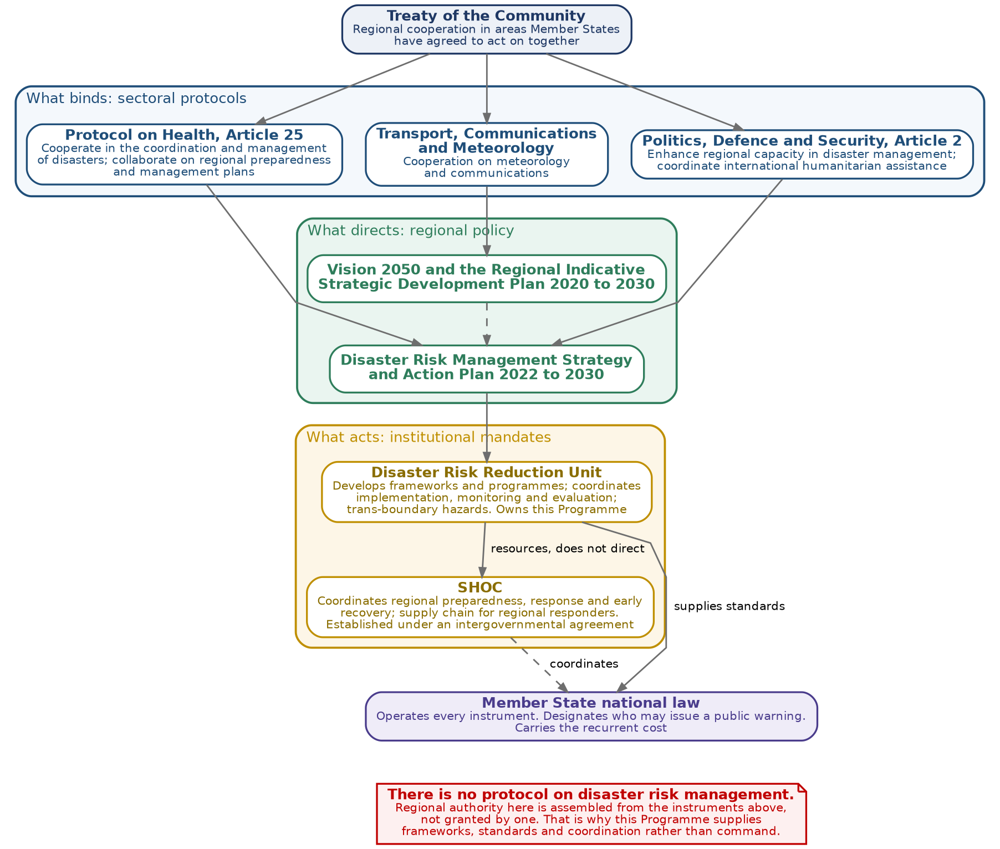 Treaty of the Community
Regional cooperation in areas Member States
have agreed to act on together
What binds: sectoral protocols
Protocol on Health, Article 25
Cooperate in the coordination and management
of disasters; collaborate on regional preparedness
and management plans
Transport, Communications
and Meteorology
Cooperation on meteorology
and communications
Politics, Defence and Security, Article 2
Enhance regional capacity in disaster management;
coordinate international humanitarian assistance
What directs: regional policy
Vision 2050 and the Regional Indicative
Strategic Development Plan 2020 to 2030
Disaster Risk Management Strategy
and Action Plan 2022 to 2030
What acts: institutional mandates
Disaster Risk Reduction Unit
Develops frameworks and programmes; coordinates
implementation, monitoring and evaluation;
trans-boundary hazards. Owns this Programme
resources, does not direct
SHOC
Coordinates regional preparedness, response and early
recovery; supply chain for regional responders.
Established under an intergovernmental agreement
supplies standards
coordinates
Member State national law
Operates every instrument. Designates who may issue a public warning.
Carries the recurrent cost
There is no protocol on disaster risk management.
Regional authority here is assembled from the instruments above,
not granted by one. That is why this Programme supplies
frameworks, standards and coordination rather than command.